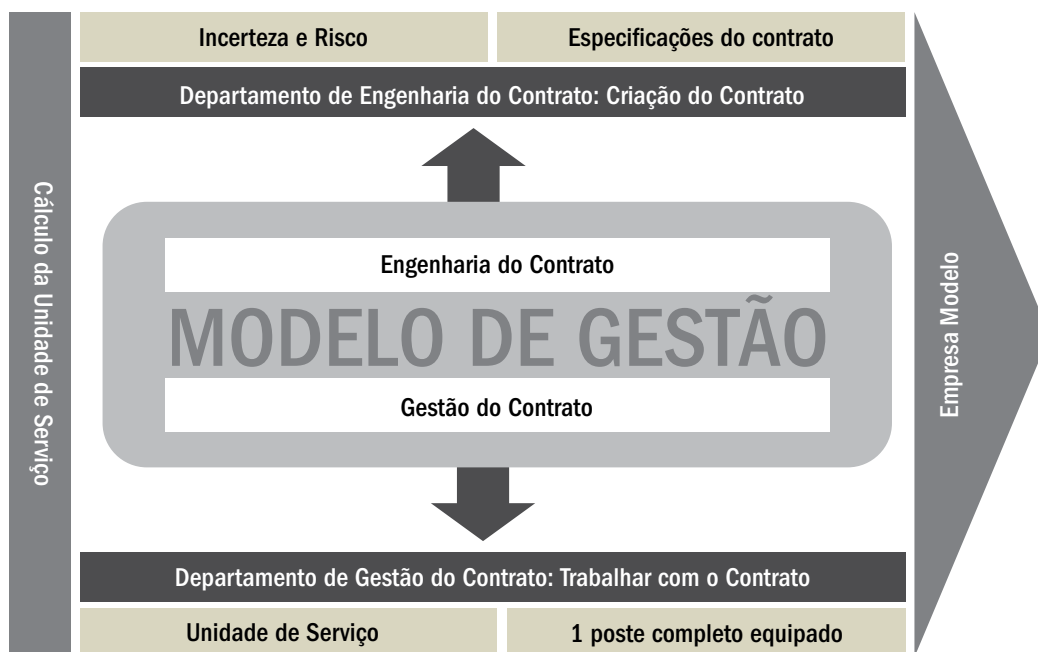 Incerteza e Risco
Especificações do contrato
Departamento de Engenharia do Contrato: Criação do Contrato
Cálculo da Unidade de Serviço
Engenharia do Contrato
MODELO DE GESTÃO
Gestão do Contrato
Empresa Modelo
Departamento de Gestão do Contrato: Trabalhar com o Contrato
Unidade de Serviço
1 poste completo equipado